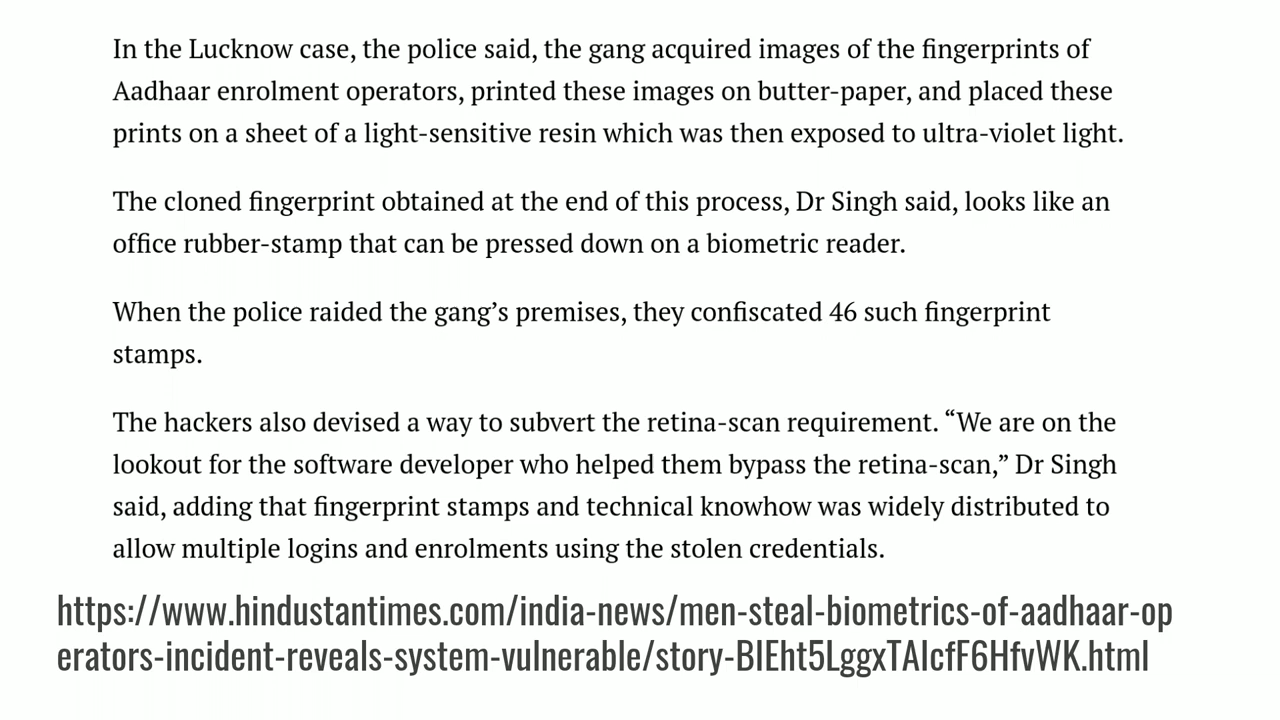 In the Lucknow case, the police said, the gang acquired images of the fingerprints of
Aadhaar enrolment operators, printed these images on butter-paper, and placed these
prints on a sheet of a light-sensitive resin which was then exposed to ultra-violet light.
The cloned fingerprint obtained at the end of this process, Dr Singh said, looks like an
office rubber-stamp that can be pressed down on a biometric reader.
When the police raided the gang’s premises, they confiscated 46 such fingerprint
stamps.
The hackers also devised a way to subvert the retina-scan requirement. “We are on the
lookout for the software developer who helped them bypass the retina-scan,” Dr Singh
said, adding that fingerprint stamps and technical knowhow was widely distributed to
allow multiple logins and enrolments using the stolen credentials.
https://www.hindustantimes.com/india-news/men-steal-biometrics-of-aadhaar-op
erators-incident-reveals-system-vulnerable/story-BlEht5LggxTAlcfF6HfvWK.html